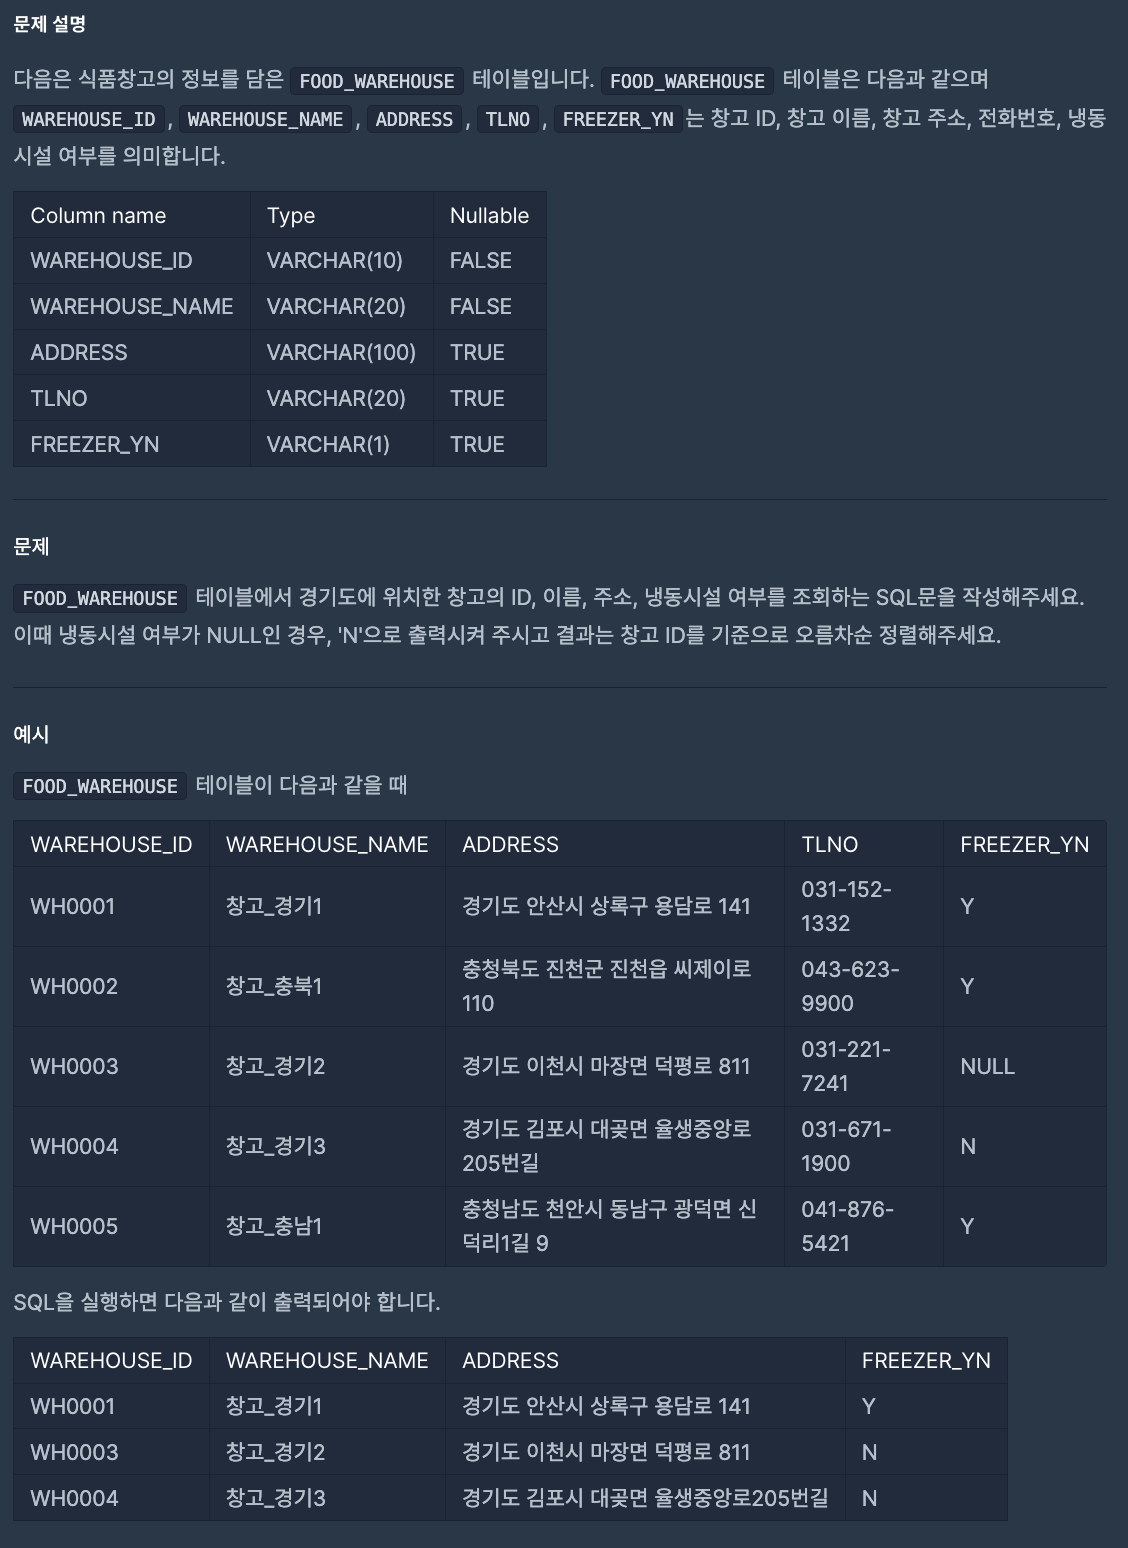 문제 설명
다음은 식품창고의 정보를 담은 FOOD_WAREHOUSE 테이블입니다. FOOD_WAREHOUSE 테이블은 다음과 같으며
WAREHOUSE_ID, WAREHOUSE_NAME, ADDRESS, TLNO, FREEZER_YN는 창고 ID, 창고 이름, 창고 주소, 전화번호, 냉동
시설 여부를 의미합니다.
Column name Type Nullable
WAREHOUSE_ID VARCHAR(10) FALSE
WAREHOUSE_NAME VARCHAR(20) FALSE
ADDRESS VARCHAR(100) TRUE
TLNO VARCHAR(20) TRUE
FREEZER_YN VARCHAR(1) TRUE
문제
FOOD_WAREHOUSE 테이블에서 경기도에 위치한 창고의 ID, 이름, 주소, 냉동시설 여부를 조회하는 SQL문을 작성해주세요.
이때 냉동시설 여부가 NULL인 경우, 'N'으로 출력시켜 주시고 결과는 창고 ID를 기준으로 오름차순 정렬해주세요.
예시
FOOD_WAREHOUSE 테이블이 다음과 같을 때
WAREHOUSE_ID WAREHOUSE_NAME ADDRESS TLNO FREEZER_YN
WH0001 창고_경기1 경기도 안산시 상록구 용담로 141 031-152-
1332 Y
WH0002 창고_충북1 충청북도 진천군 진천읍 씨제이로
110 043-623-
9900 Y
WH0003 창고_경기2 경기도 이천시 마장면 덕평로 811 031-221-
7241 NULL
WH0004 창고_경기3 경기도 김포시 대곶면 율생중앙로
205번길 031-671-
1900 N
WH0005 창고_충남1 충청남도 천안시 동남구 광덕면 신
덕리1길 9 041-876-
5421 Y
SQL을 실행하면 다음과 같이 출력되어야 합니다.
WAREHOUSE_ID WAREHOUSE_NAME ADDRESS FREEZER_YN
WH0001 창고_경기1 경기도 안산시 상록구 용담로 141 Y
WH0003 창고_경기2 경기도 이천시 마장면 덕평로 811 N
WH0004 창고_경기3 경기도 김포시 대곶면 율생중앙로205번길 N